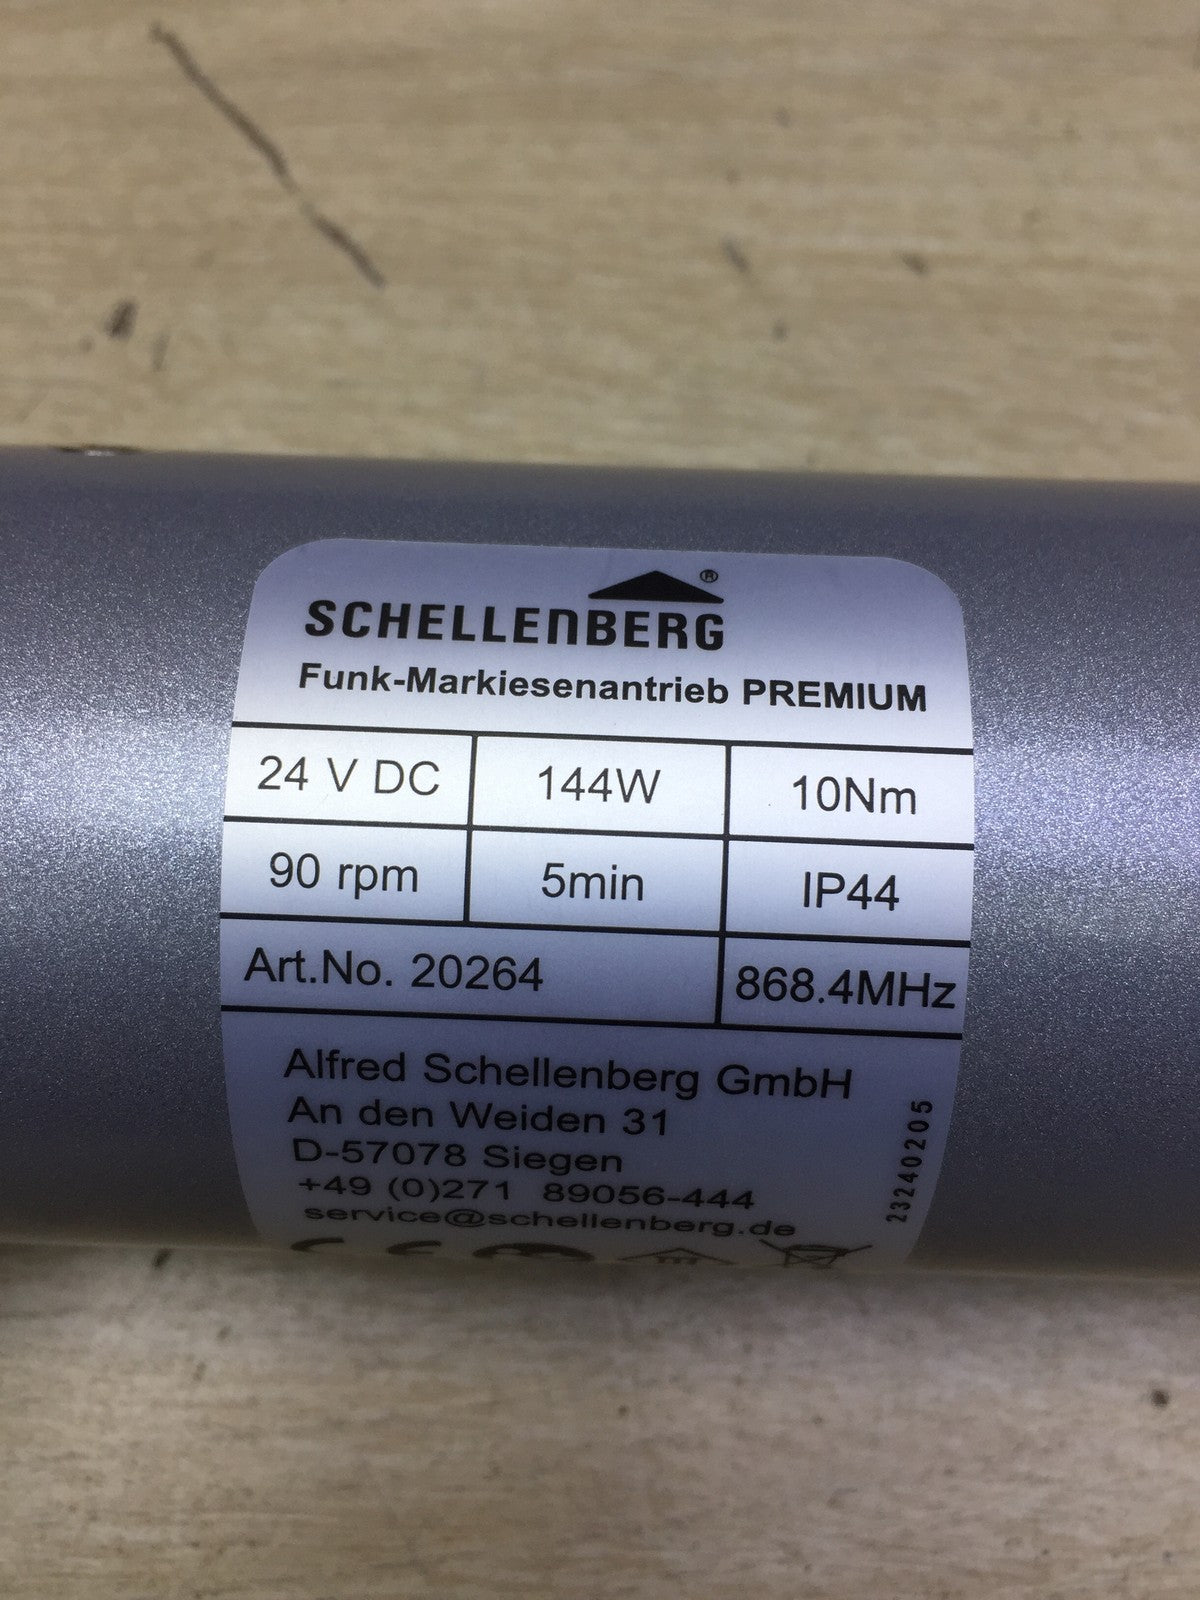 SCHELLENBERG®
Funk-Markiesenantrieb PREMIUM
24 V DC 144W 10Nm
90 rpm 5min IP44
Art.No. 20264 868.4MHz
Alfred Schellenberg GmbH
An den Weiden 31
D-57078 Siegen
+49 (0)271 89056-444
service@schellenberg.de
23240205